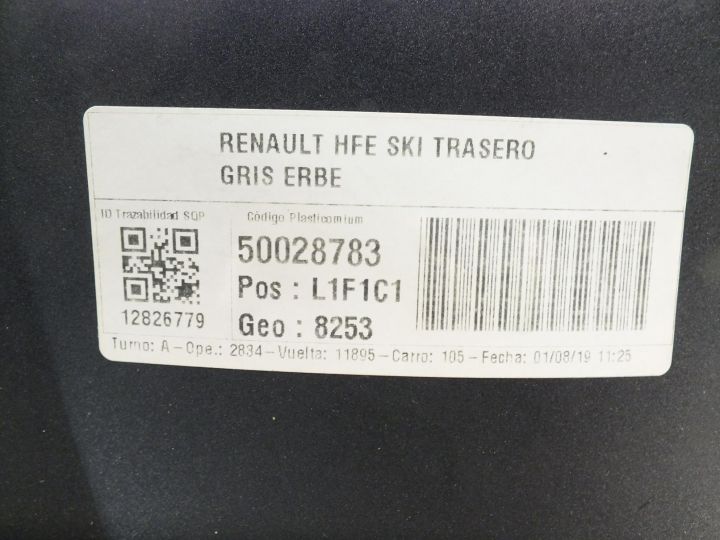 RENAULT HFE SKI TRASERO
GRIS ERBE
ID Trazabilidad SQP
12826779
Código Plasticomium
50028783
Pos : L1F1C1
Geo : 8253
Turno: A - Ope.: 2834 - Vuelta: 11895 - Carro: 105 - Fecha: 01/08/19 11:25